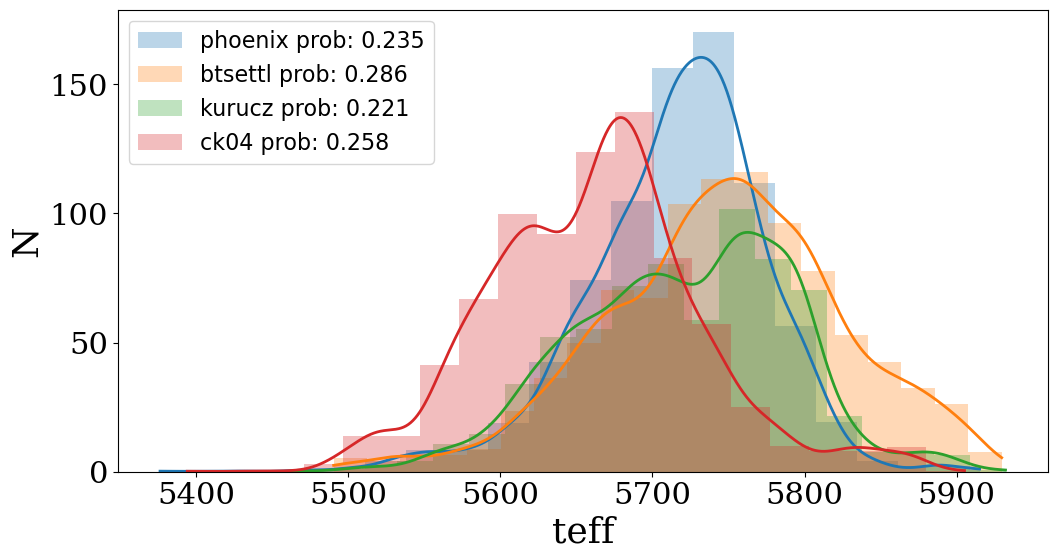 phoenix prob: 0.235
btsettl prob: 0.286
kurucz prob: 0.221
ck04 prob: 0.258
N
150
100
50
0
5400 5500 5600 5700 5800 5900
teff